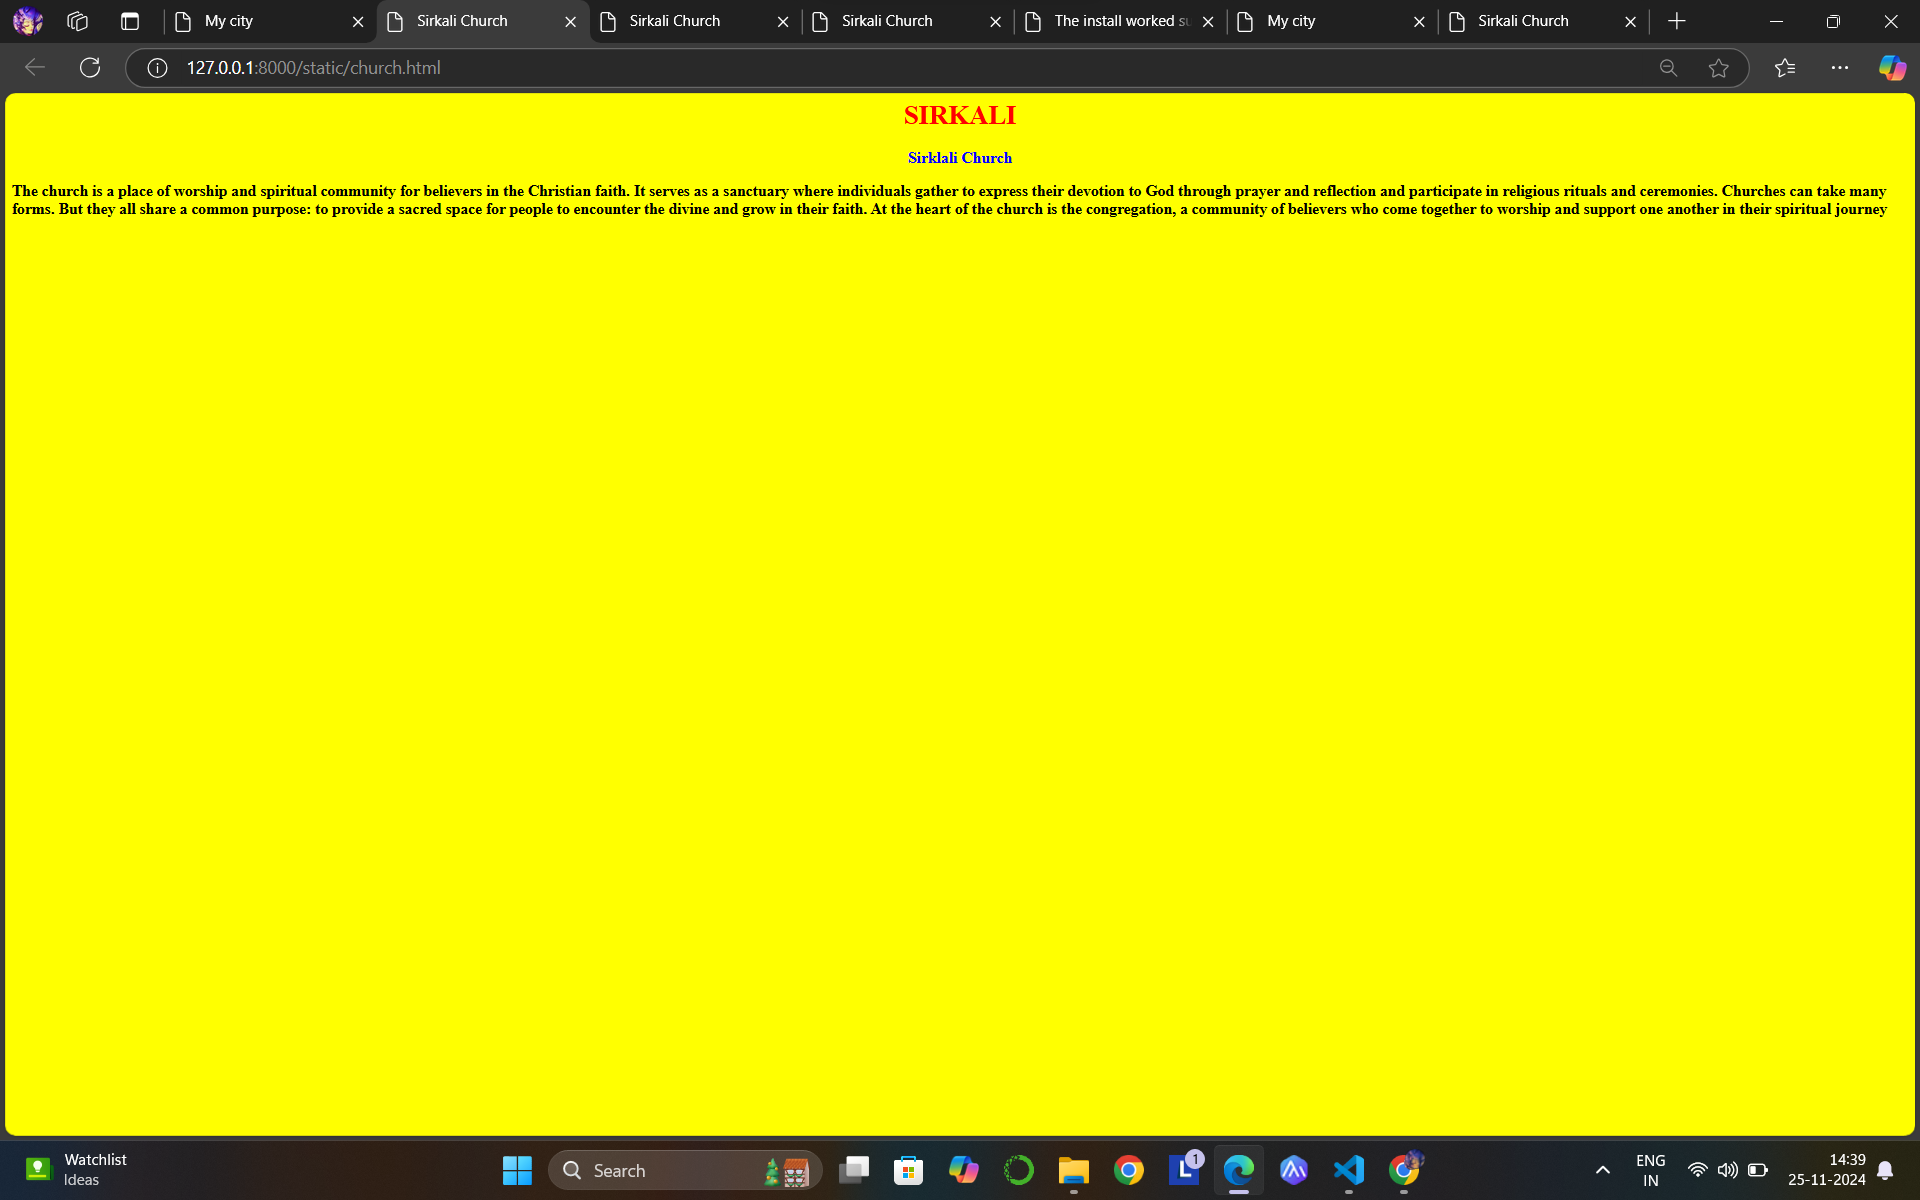 My city
Sirkali Church
Sirkali Church
Sirkali Church
The install worked su
My city
Sirkali Church
127.0.0.1:8000/static/church.html
SIRKALI
Sirklali Church
The church is a place of worship and spiritual community for believers in the Christian faith. It serves as a sanctuary where individuals gather to express their devotion to God through prayer and reflection and participate in religious rituals and ceremonies. Churches can take many
forms. But they all share a common purpose: to provide a sacred space for people to encounter the divine and grow in their faith. At the heart of the church is the congregation, a community of believers who come together to worship and support one another in their spiritual journey
Watchlist
Ideas
Search
L
1
ENG
IN
14:39
25-11-2024